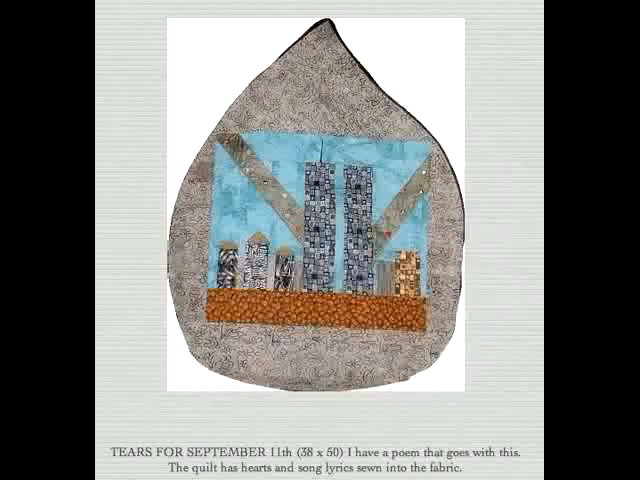 TEARS FOR SEPTEMBER 11th (38 x 50) I have a poem that goes with this.
The quilt has hearts and song lyrics sewn into the fabric.